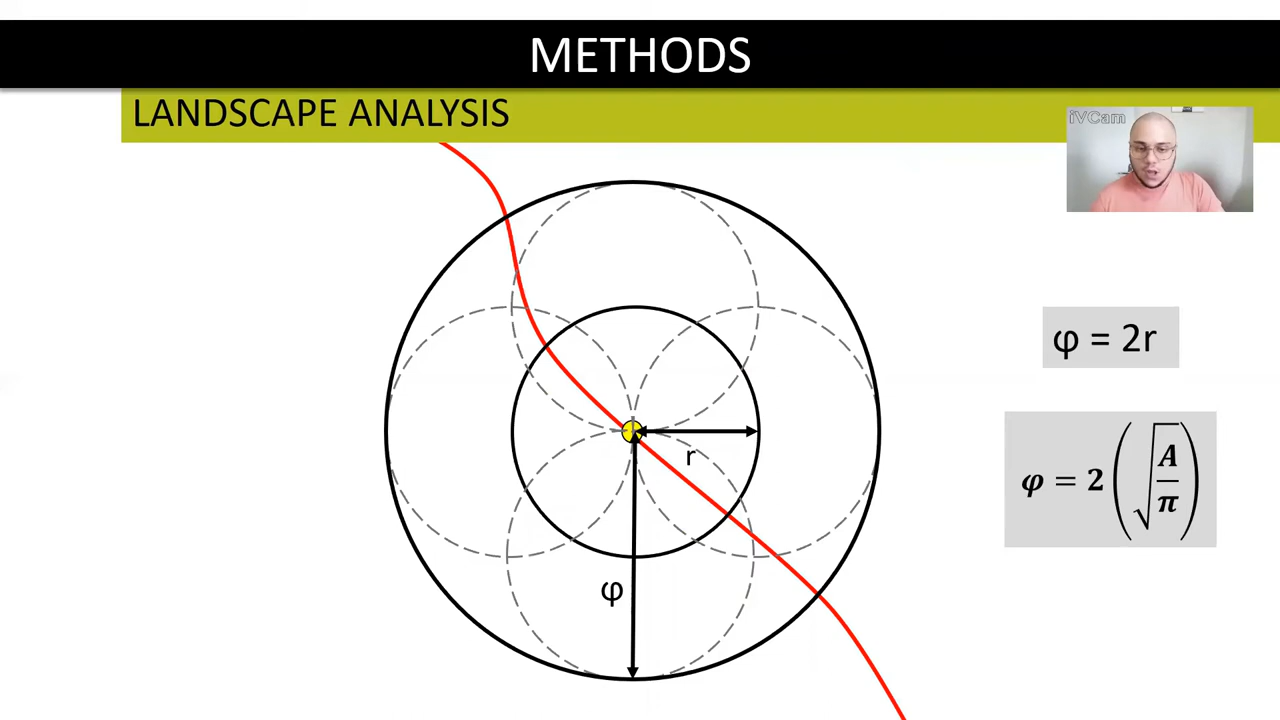 METHODS
LANDSCAPE ANALYSIS
iVCam
φ = 2r
r
φ = 2(√(A/π))
φ